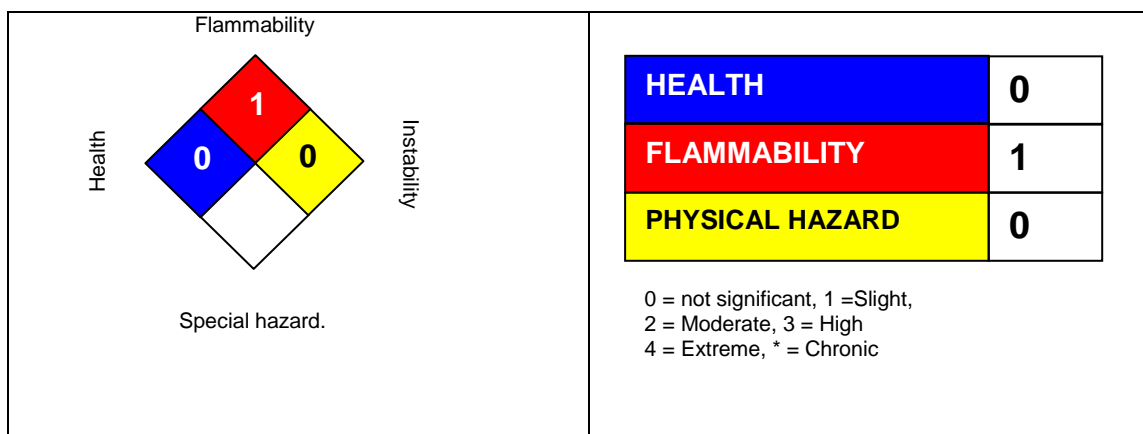 Flammability
1
Health
0
0
Instability
Special hazard.
HEALTH 0
FLAMMABILITY 1
PHYSICAL HAZARD 0
0 = not significant, 1 =Slight,
2 = Moderate, 3 = High
4 = Extreme, * = Chronic